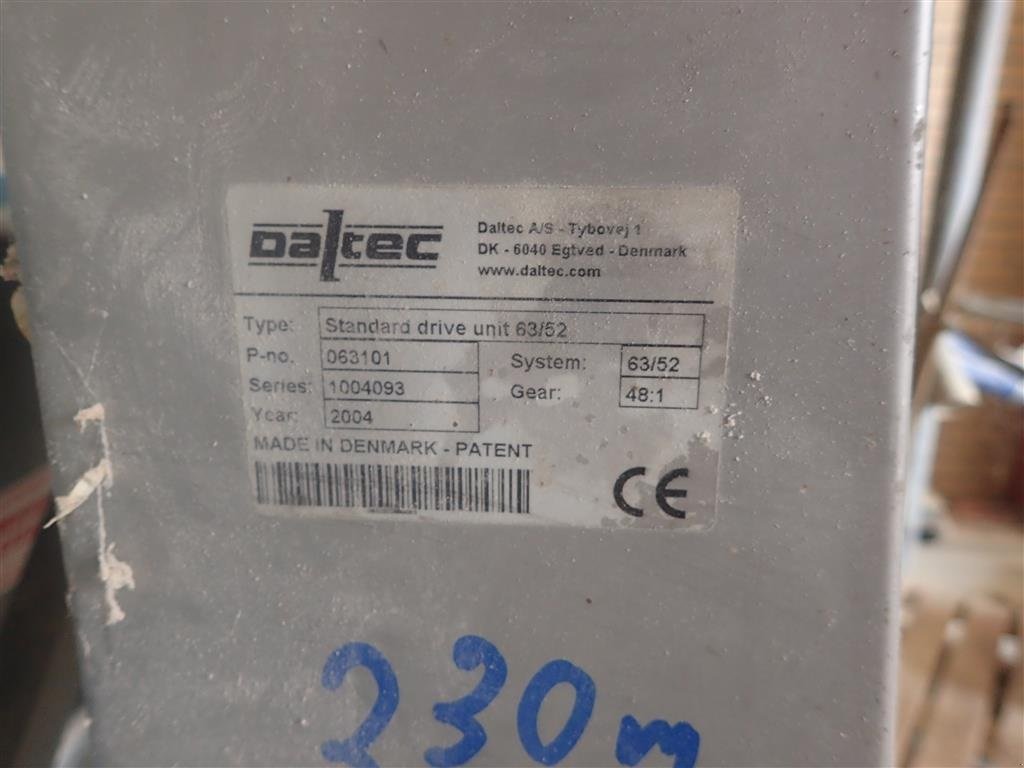 Daltec
Daltec A/S - Tybovej 1
DK - 6040 Egtved - Denmark
www.daltec.com
Type: Standard drive unit 63/52
P-no. 063101 System: 63/52
Series: 1004093 Gear: 48:1
Year: 2004
MADE IN DENMARK - PATENT
CE
230m